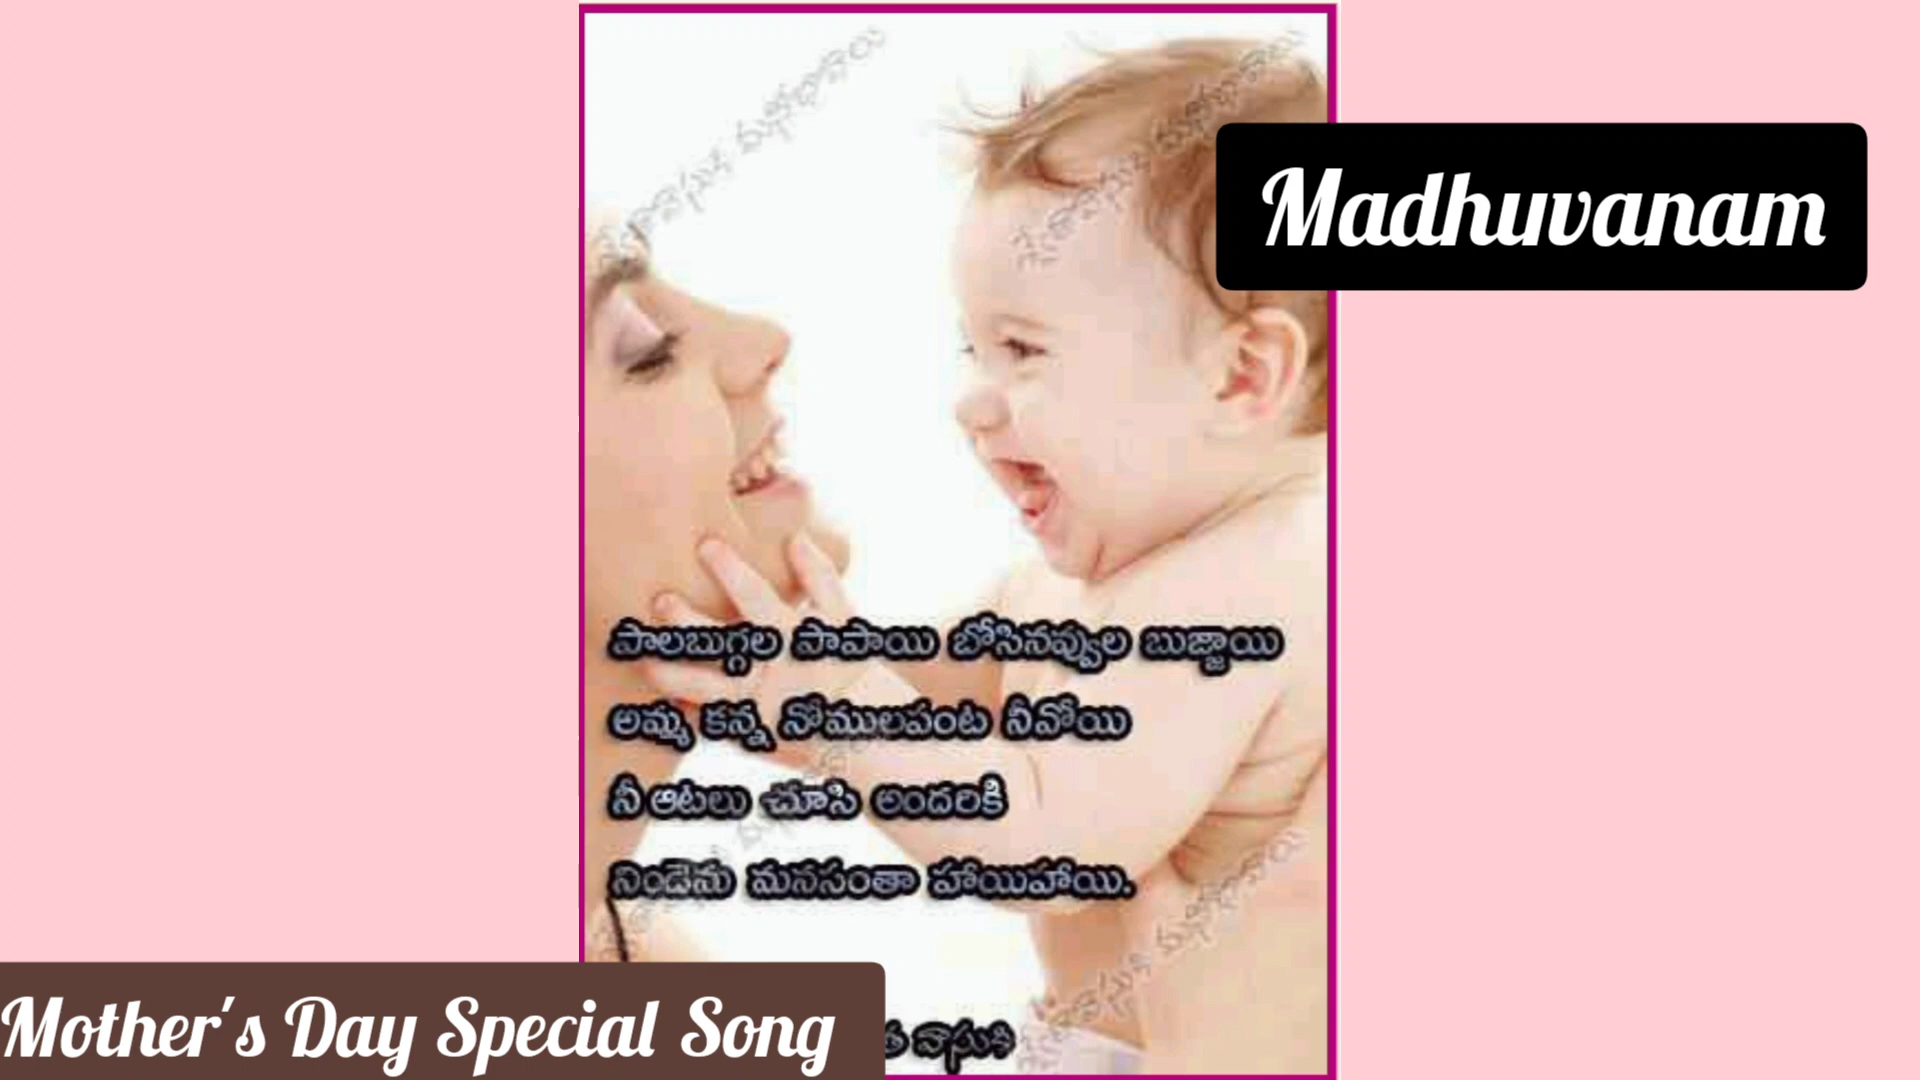 Madhuvanam
పాలబుగ్గల పాపాయి బోసినవ్వుల బుజ్జాయి
అమ్మ కన్న నోములపంట నీవోయి
నీ ఆటలు చూసి అందరికీ
నిండెను మనసంతా హాయిహాయి.
Mother's Day Special Song
వాసుకి